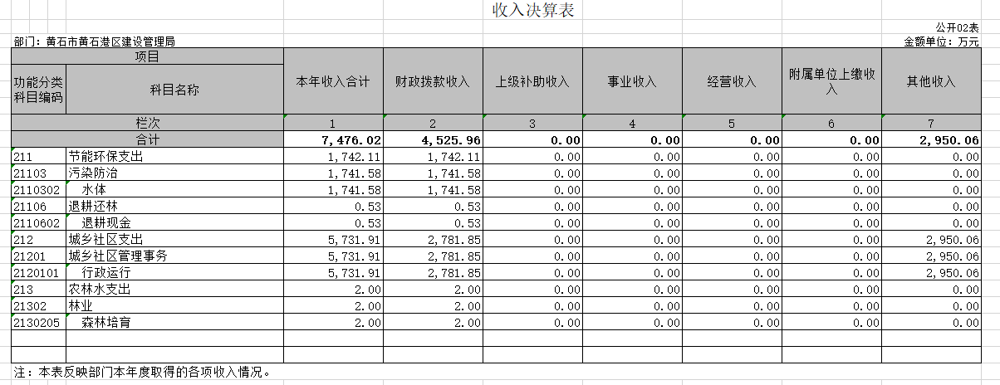 收入决算表
公开02表
部门：黄石市黄石港区建设管理局 金额单位：万元
项目 本年收入合计 财政拨款收入 上级补助收入 事业收入 经营收入 附属单位上缴收入 其他收入
功能分类科目编码 科目名称
栏次 1 2 3 4 5 6 7
合计 7,476.02 4,525.96 0.00 0.00 0.00 0.00 2,950.06
211 节能环保支出 1,742.11 1,742.11 0.00 0.00 0.00 0.00 0.00
21103 污染防治 1,741.58 1,741.58 0.00 0.00 0.00 0.00 0.00
2110302 水体 1,741.58 1,741.58 0.00 0.00 0.00 0.00 0.00
21106 退耕还林 0.53 0.53 0.00 0.00 0.00 0.00 0.00
2110602 退耕现金 0.53 0.53 0.00 0.00 0.00 0.00 0.00
212 城乡社区支出 5,731.91 2,781.85 0.00 0.00 0.00 0.00 2,950.06
21201 城乡社区管理事务 5,731.91 2,781.85 0.00 0.00 0.00 0.00 2,950.06
2120101 行政运行 5,731.91 2,781.85 0.00 0.00 0.00 0.00 2,950.06
213 农林水支出 2.00 2.00 0.00 0.00 0.00 0.00 0.00
21302 林业 2.00 2.00 0.00 0.00 0.00 0.00 0.00
2130205 森林培育 2.00 2.00 0.00 0.00 0.00 0.00 0.00
注：本表反映部门本年度取得的各项收入情况。